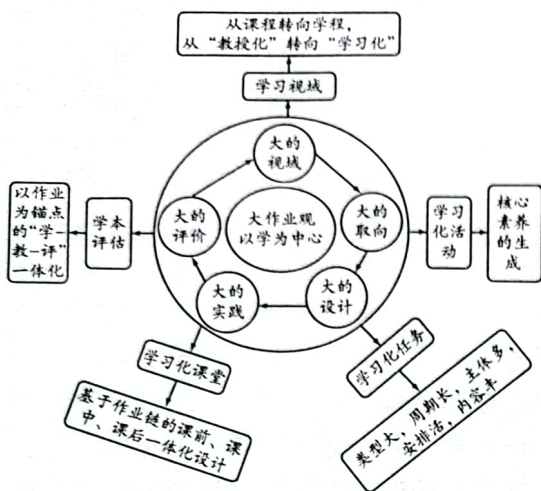 从课程转向学程，
从“教授化”转向“学习化”
学习视域
大的
视域
以作业
为锚点
的“学-
教-评”
一体化
学本
评估
大的
评价
大作业观
以学为中心
大的
取向
学习
化活
动
核心
素养
的生
成
大的
实践
大的
设计
学习化课堂
学习化任务
基于作业链的课前、课
中、课后一体化设计
类型大，周期长，主体多，
安排活，内容丰